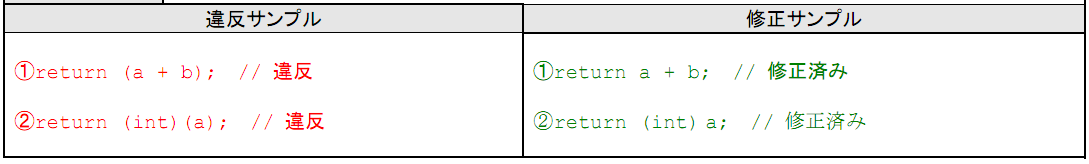 違反サンプル
修正サンプル
①return (a + b);  // 違反
②return (int)(a);  // 違反
①return a + b;  // 修正済み
②return (int)a;  // 修正済み